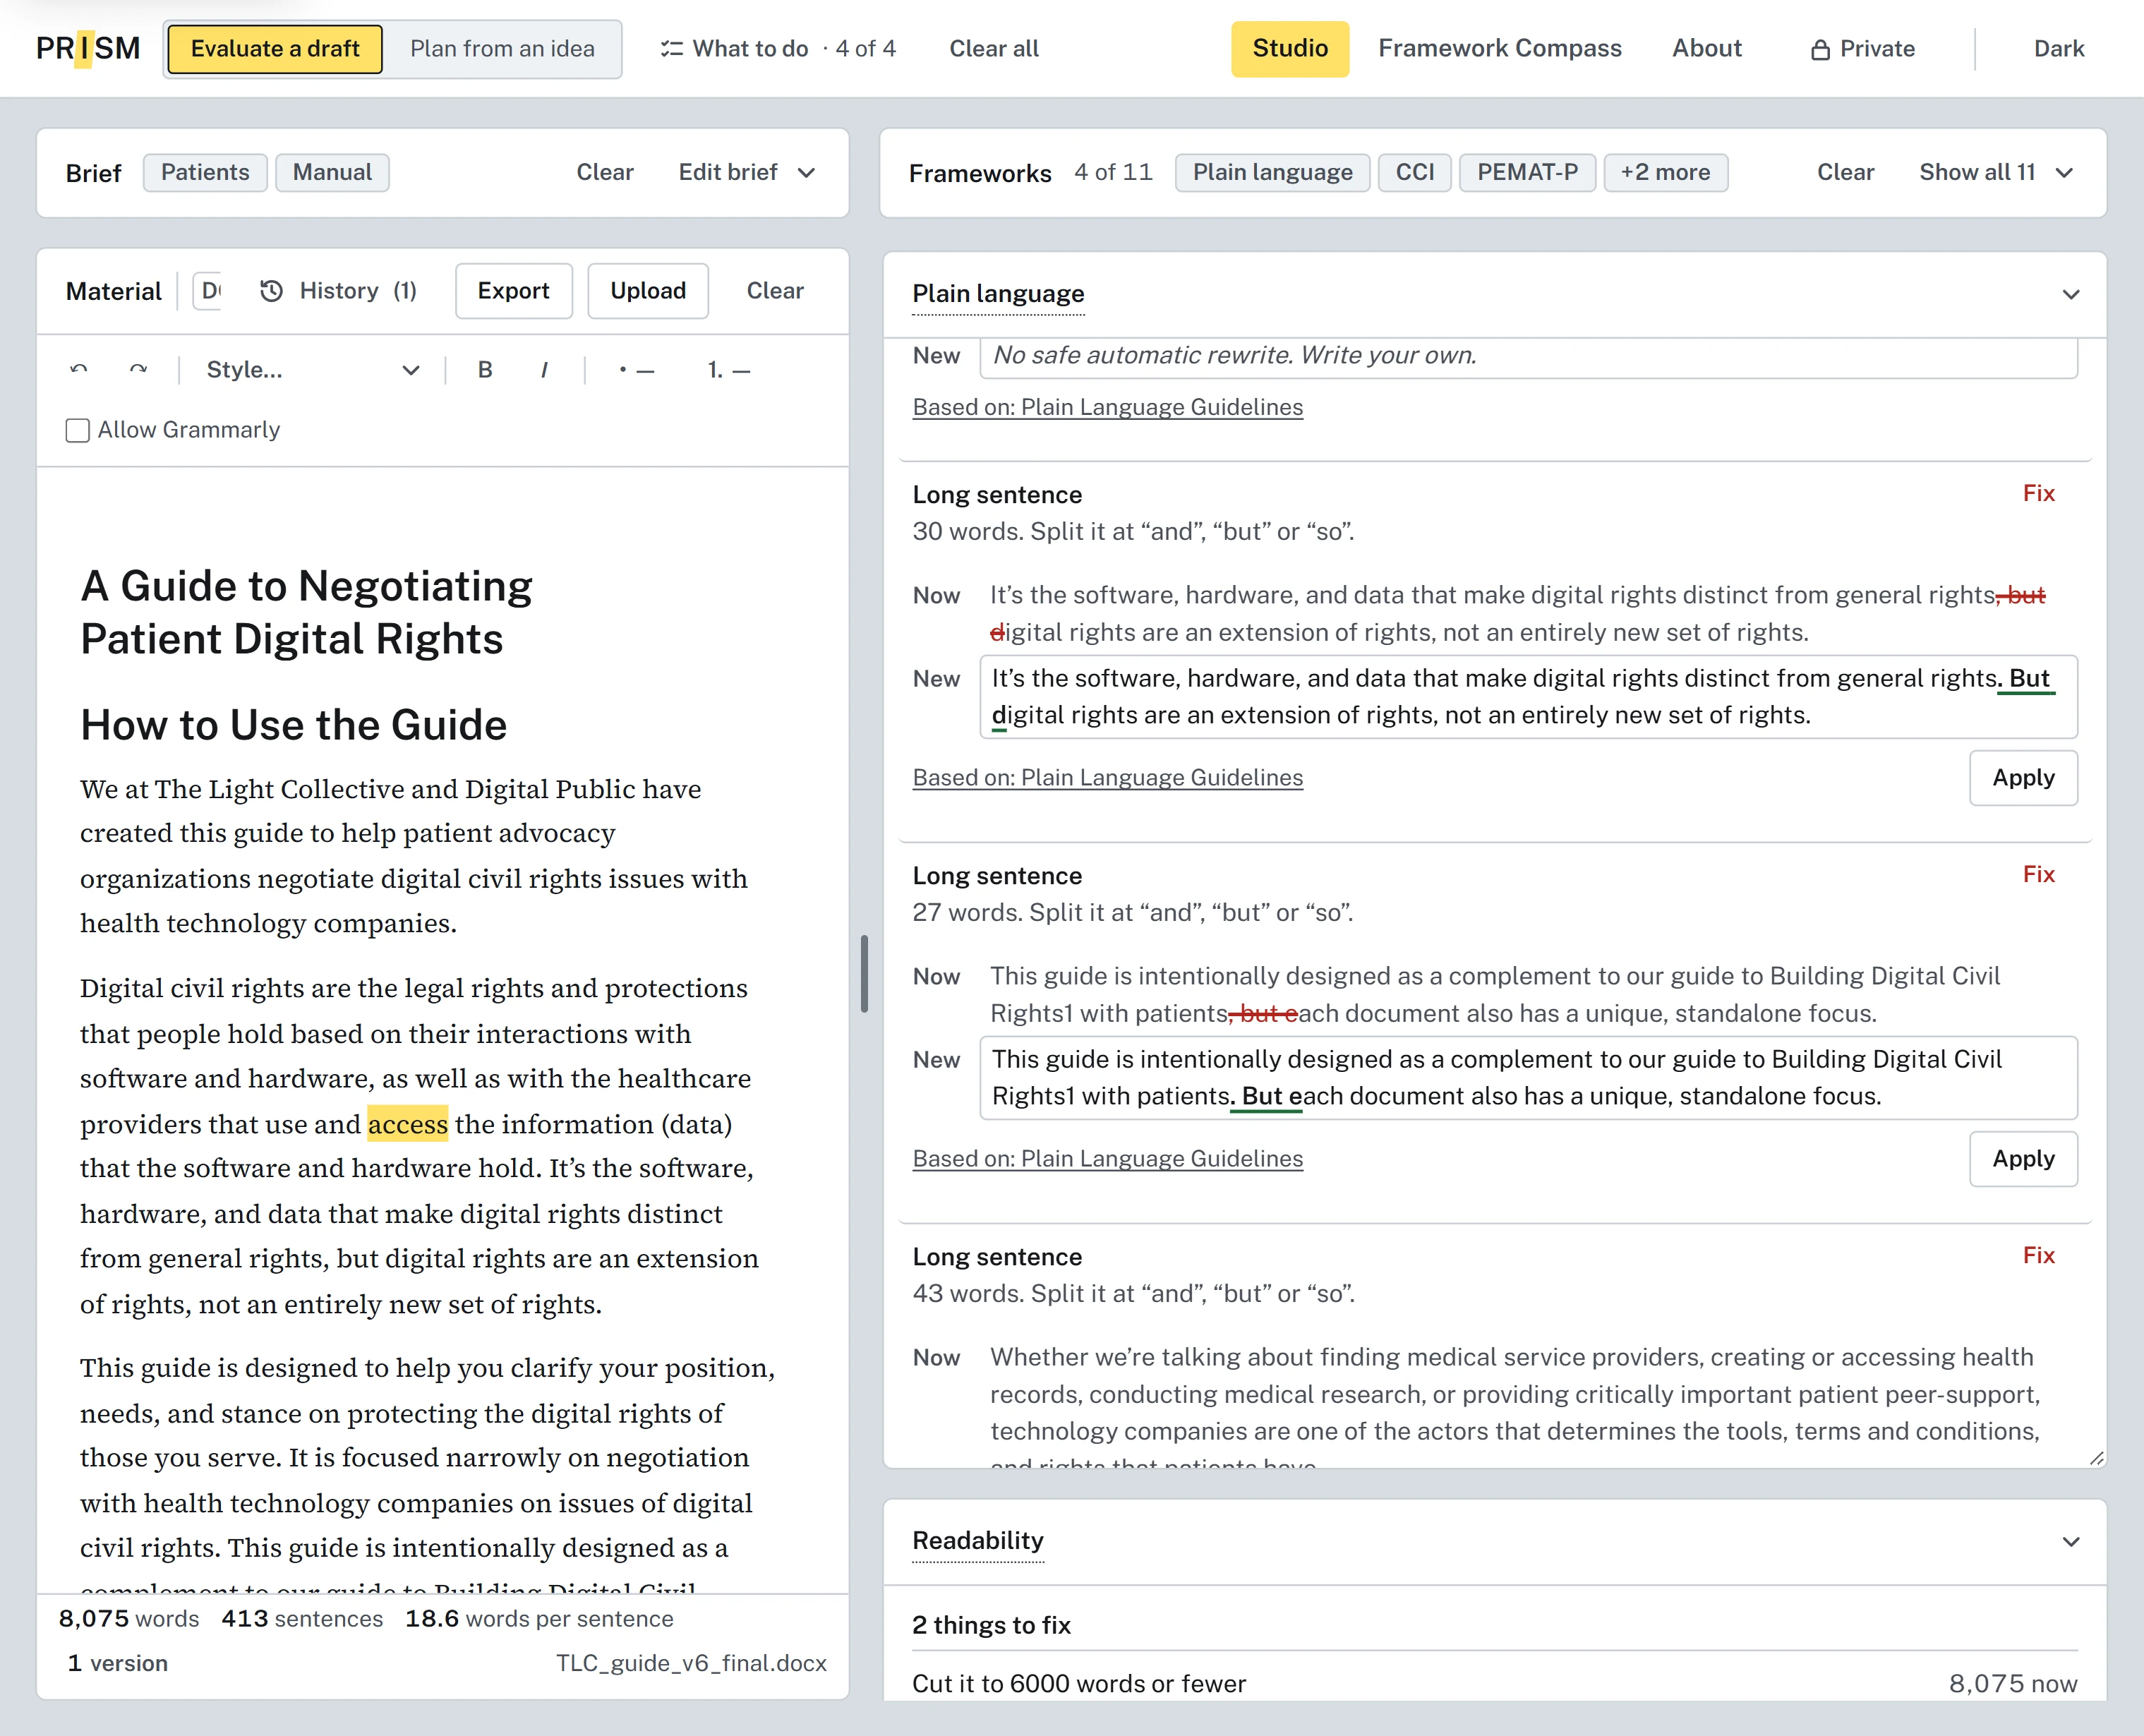 PRISM
Evaluate a draft
Plan from an idea
What to do · 4 of 4
Clear all
Studio
Framework Compass
About
Private
Dark
Brief
Patients
Manual
Clear
Edit brief
Frameworks
4 of 11
Plain language
CCI
PEMAT-P
+2 more
Clear
Show all 11
Material
History (1)
Export
Upload
Clear
Style...
B
I
• —
1. —
Allow Grammarly
A Guide to Negotiating
Patient Digital Rights
How to Use the Guide
We at The Light Collective and Digital Public have
created this guide to help patient advocacy
organizations negotiate digital civil rights issues with
health technology companies.
Digital civil rights are the legal rights and protections
that people hold based on their interactions with
software and hardware, as well as with the healthcare
providers that use and access the information (data)
that the software and hardware hold. It’s the software,
hardware, and data that make digital rights distinct
from general rights, but digital rights are an extension
of rights, not an entirely new set of rights.
This guide is designed to help you clarify your position,
needs, and stance on protecting the digital rights of
those you serve. It is focused narrowly on negotiation
with health technology companies on issues of digital
civil rights. This guide is intentionally designed as a
complement to our guide to Building Digital Civil
8,075 words 413 sentences 18.6 words per sentence
1 version
TLC_guide_v6_final.docx
Plain language
New
No safe automatic rewrite. Write your own.
Based on: Plain Language Guidelines
Long sentence
Fix
30 words. Split it at “and”, “but” or “so”.
Now
It’s the software, hardware, and data that make digital rights distinct from general rights, but
digital rights are an extension of rights, not an entirely new set of rights.
New
It’s the software, hardware, and data that make digital rights distinct from general rights. But
digital rights are an extension of rights, not an entirely new set of rights.
Based on: Plain Language Guidelines
Apply
Long sentence
Fix
27 words. Split it at “and”, “but” or “so”.
Now
This guide is intentionally designed as a complement to our guide to Building Digital Civil
Rights1 with patients, but each document also has a unique, standalone focus.
New
This guide is intentionally designed as a complement to our guide to Building Digital Civil
Rights1 with patients. But each document also has a unique, standalone focus.
Based on: Plain Language Guidelines
Apply
Long sentence
Fix
43 words. Split it at “and”, “but” or “so”.
Now
Whether we’re talking about finding medical service providers, creating or accessing health
records, conducting medical research, or providing critically important patient peer-support,
technology companies are one of the actors that determines the tools, terms and conditions,
and rights that patients have.
Readability
2 things to fix
Cut it to 6000 words or fewer
8,075 now